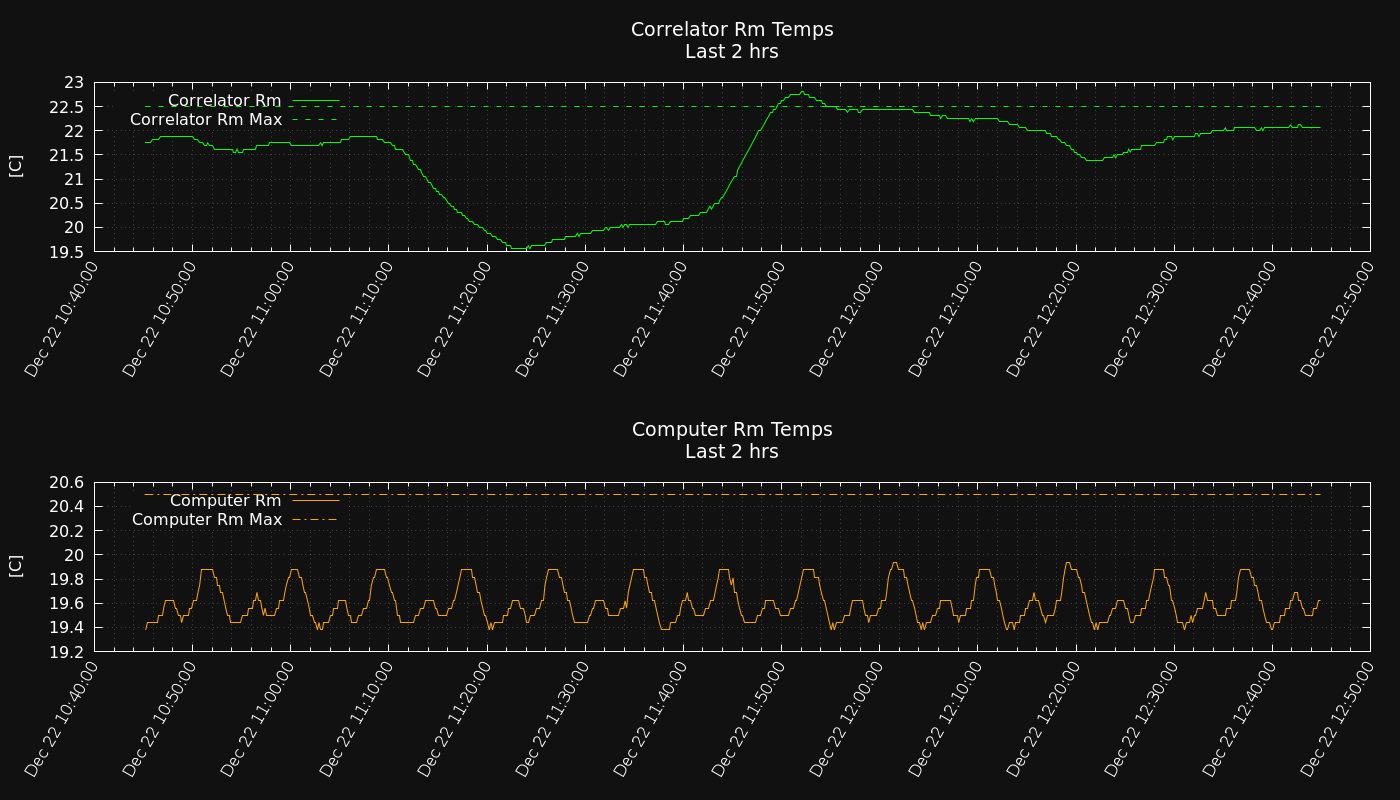 Correlator Rm Temps
Last 2 hrs
Correlator Rm
Correlator Rm Max
[C]
23
22.5
22
21.5
21
20.5
20
19.5
Dec 22 10:40:00
Dec 22 10:50:00
Dec 22 11:00:00
Dec 22 11:10:00
Dec 22 11:20:00
Dec 22 11:30:00
Dec 22 11:40:00
Dec 22 11:50:00
Dec 22 12:00:00
Dec 22 12:10:00
Dec 22 12:20:00
Dec 22 12:30:00
Dec 22 12:40:00
Dec 22 12:50:00
Computer Rm Temps
Last 2 hrs
Computer Rm
Computer Rm Max
[C]
20.6
20.4
20.2
20
19.8
19.6
19.4
19.2
Dec 22 10:40:00
Dec 22 10:50:00
Dec 22 11:00:00
Dec 22 11:10:00
Dec 22 11:20:00
Dec 22 11:30:00
Dec 22 11:40:00
Dec 22 11:50:00
Dec 22 12:00:00
Dec 22 12:10:00
Dec 22 12:20:00
Dec 22 12:30:00
Dec 22 12:40:00
Dec 22 12:50:00